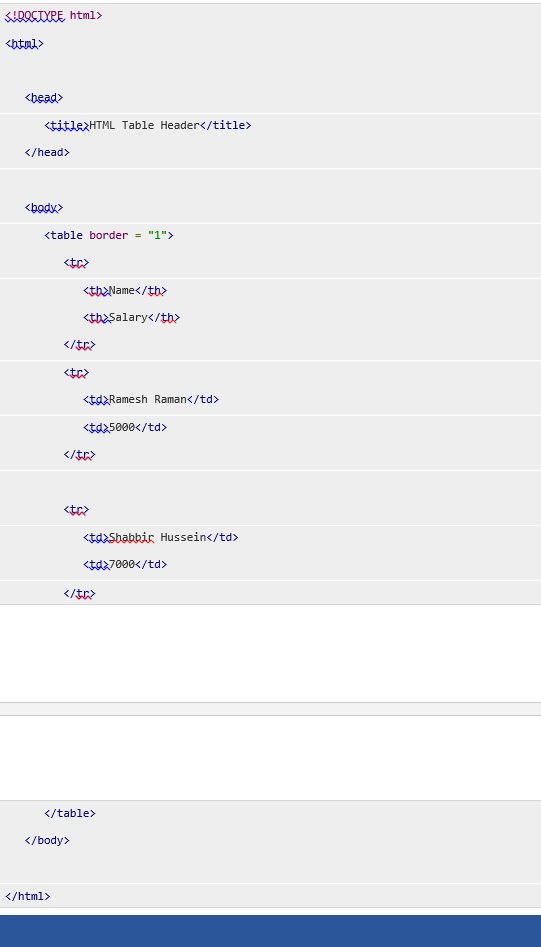 <!DOCTYPE html>
<html>
<head>
<title>HTML Table Header</title>
</head>
<body>
<table border = "1">
<tr>
<th>Name</th>
<th>Salary</th>
</tr>
<tr>
<td>Ramesh Raman</td>
<td>5000</td>
</tr>
<tr>
<td>Shabbir Hussein</td>
<td>7000</td>
</tr>
</table>
</body>
</html>